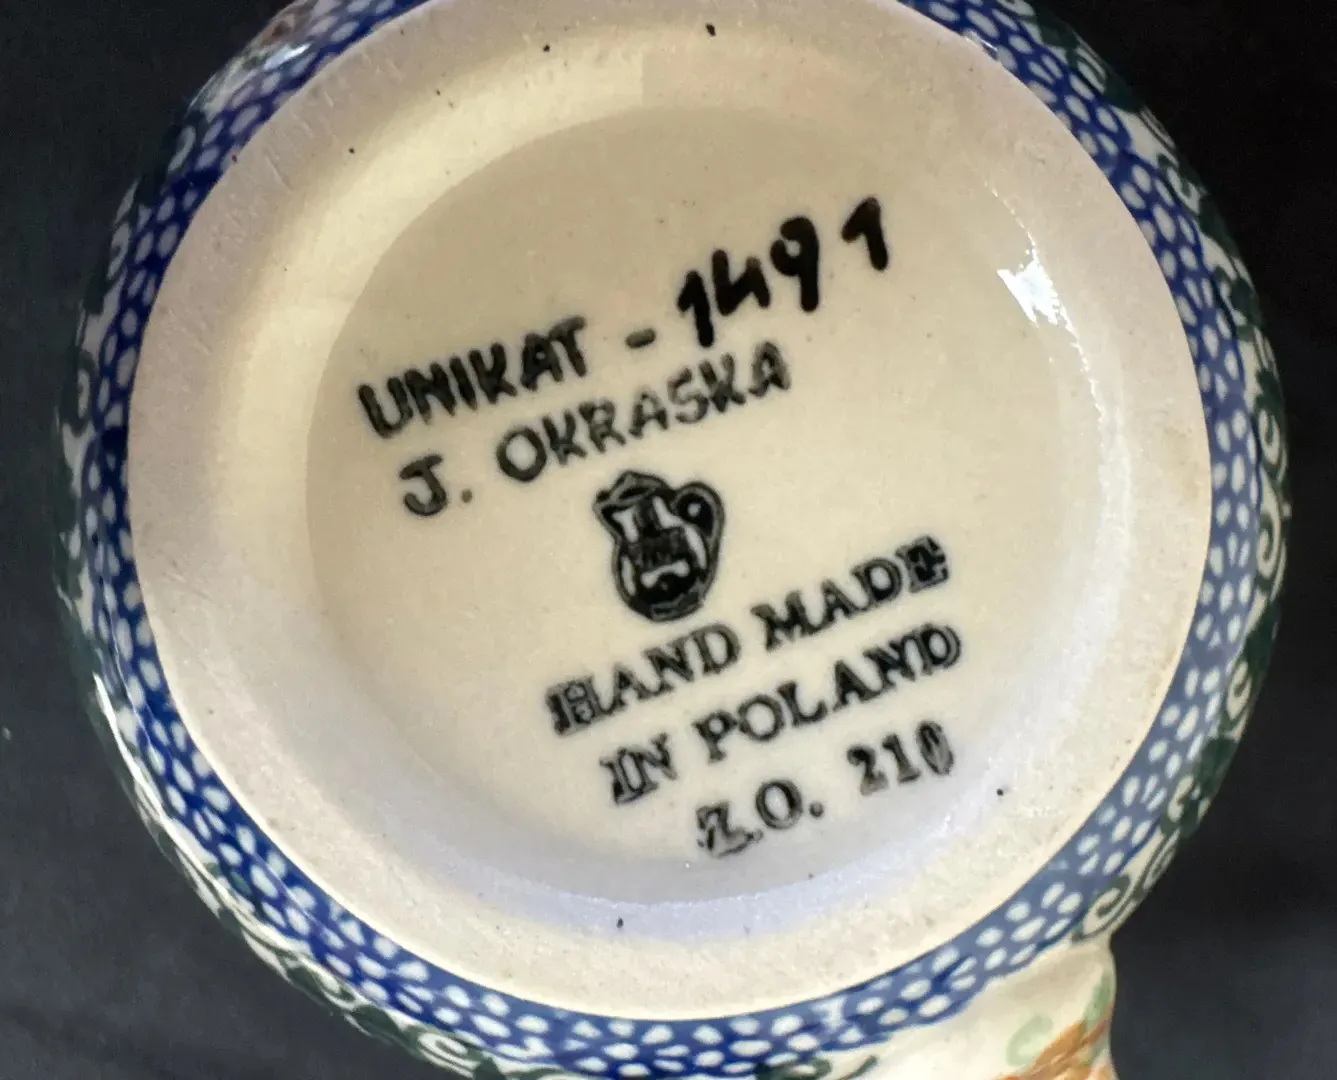 UNIKAT - 1491
J. OKRASKA
HAND MADE
IN POLAND
Z.O. 210